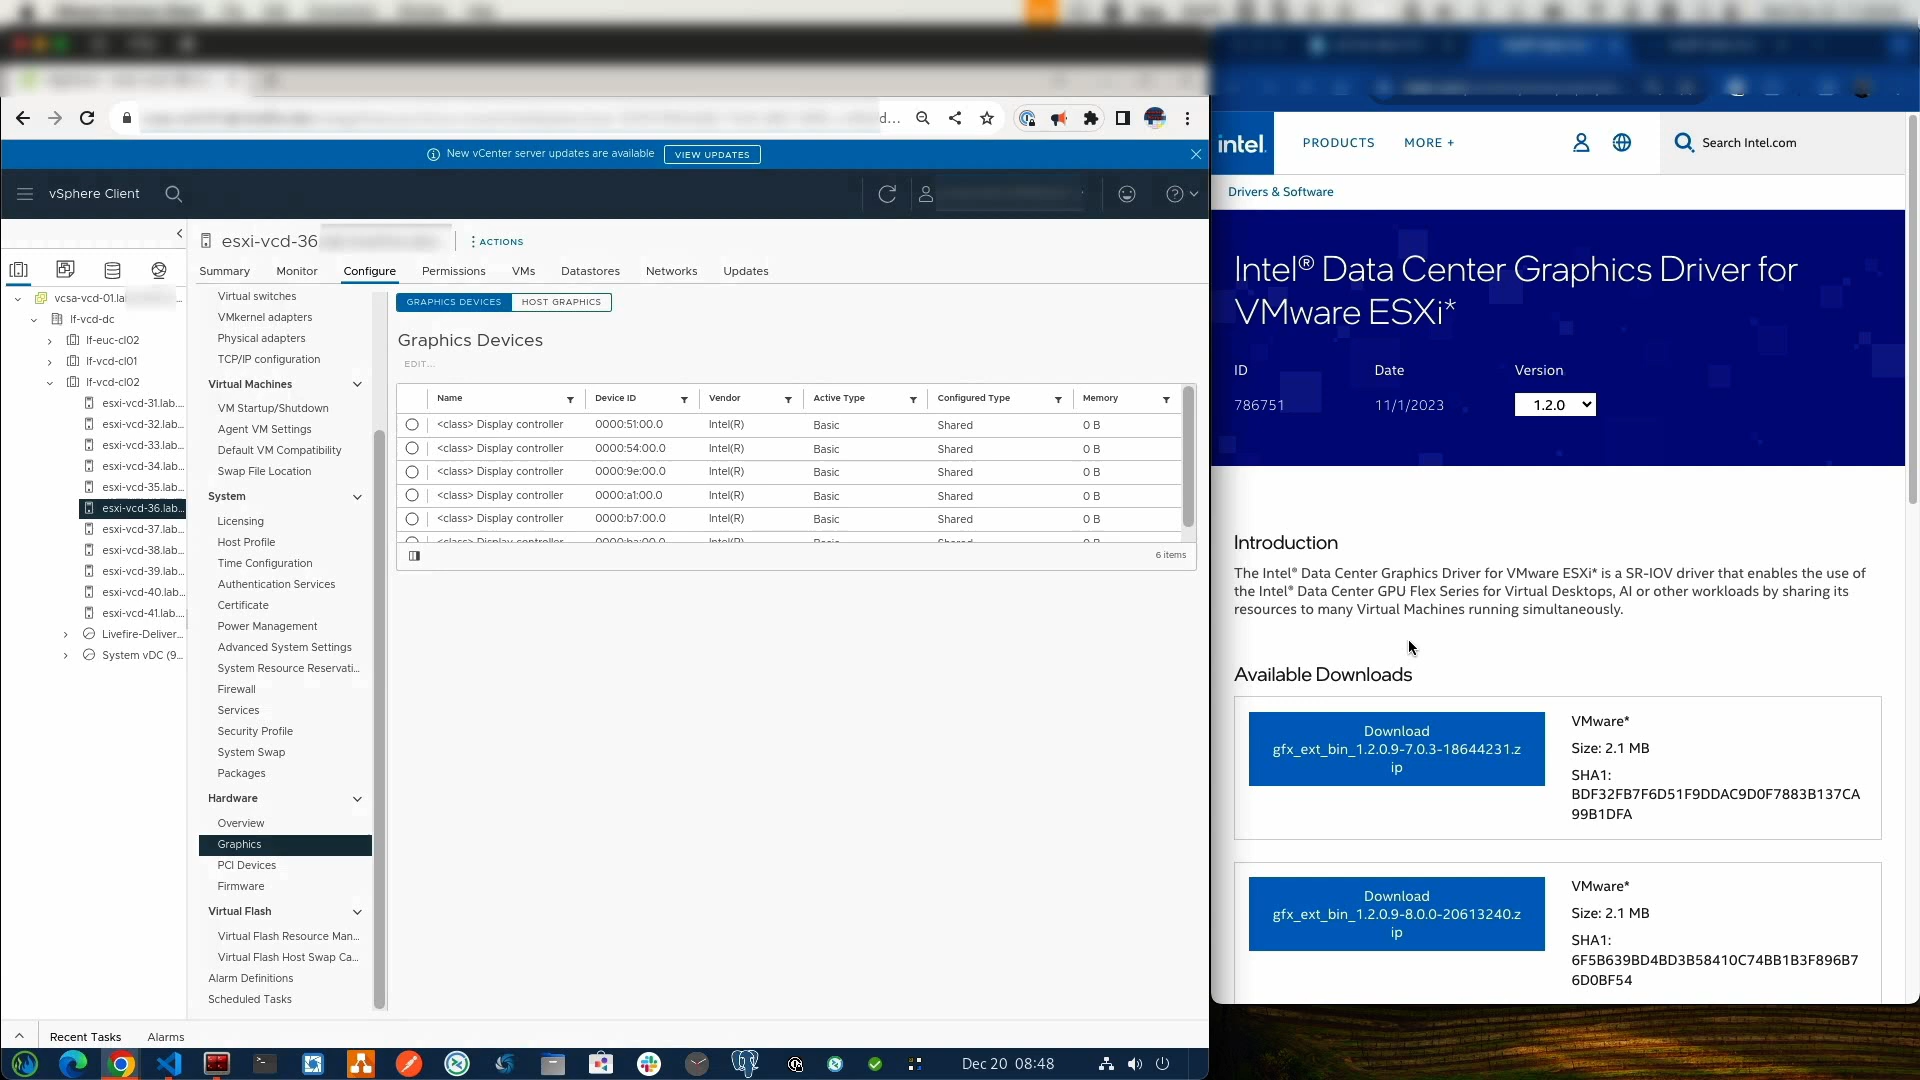 d...
New vCenter server updates are available
VIEW UPDATES
vSphere Client
esxi-vcd-36
ACTIONS
Summary
Monitor
Configure
Permissions
VMs
Datastores
Networks
Updates
vcsa-vcd-01.la
...
lf-vcd-dc
lf-euc-cl02
lf-vcd-cl01
lf-vcd-cl02
esxi-vcd-31.lab....
esxi-vcd-32.lab...
esxi-vcd-33.lab...
esxi-vcd-34.lab...
esxi-vcd-35.lab...
esxi-vcd-36.lab...
esxi-vcd-37.lab...
esxi-vcd-38.lab...
esxi-vcd-39.lab...
esxi-vcd-40.lab...
esxi-vcd-41.lab....
Livefire-Deliver...
System vDC (9...
Virtual switches
VMkernel adapters
Physical adapters
TCP/IP configuration
Virtual Machines
VM Startup/Shutdown
Agent VM Settings
Default VM Compatibility
Swap File Location
System
Licensing
Host Profile
Time Configuration
Authentication Services
Certificate
Power Management
Advanced System Settings
System Resource Reservati...
Firewall
Services
Security Profile
System Swap
Packages
Hardware
Overview
Graphics
PCI Devices
Firmware
Virtual Flash
Virtual Flash Resource Man...
Virtual Flash Host Swap Ca...
Alarm Definitions
Scheduled Tasks
GRAPHICS DEVICES
HOST GRAPHICS
Graphics Devices
EDIT...
Name Device ID Vendor Active Type Configured Type Memory
<class> Display controller 0000:51:00.0 Intel(R) Basic Shared 0 B
<class> Display controller 0000:54:00.0 Intel(R) Basic Shared 0 B
<class> Display controller 0000:9e:00.0 Intel(R) Basic Shared 0 B
<class> Display controller 0000:a1:00.0 Intel(R) Basic Shared 0 B
<class> Display controller 0000:b7:00.0 Intel(R) Basic Shared 0 B
<class> Display controller 0000:ba:00.0 Intel(R) Basic Shared 0 B
6 items
Recent Tasks
Alarms
Dec 20 08:48
intel.
PRODUCTS
MORE +
Search Intel.com
Drivers & Software
Intel® Data Center Graphics Driver for
VMware ESXi*
ID Date Version
786751 11/1/2023 1.2.0
Introduction
The Intel® Data Center Graphics Driver for VMware ESXi* is a SR-IOV driver that enables the use of
the Intel® Data Center GPU Flex Series for Virtual Desktops, AI or other workloads by sharing its
resources to many Virtual Machines running simultaneously.
Available Downloads
Download
gfx_ext_bin_1.2.0.9-7.0.3-18644231.z
ip
VMware*
Size: 2.1 MB
SHA1:
BDF32FB7F6D51F9DDAC9D0F7883B137CA
99B1DFA
Download
gfx_ext_bin_1.2.0.9-8.0.0-20613240.z
ip
VMware*
Size: 2.1 MB
SHA1:
6F5B639BD4BD3B58410C74BB1B3F896B7
6D0BF54